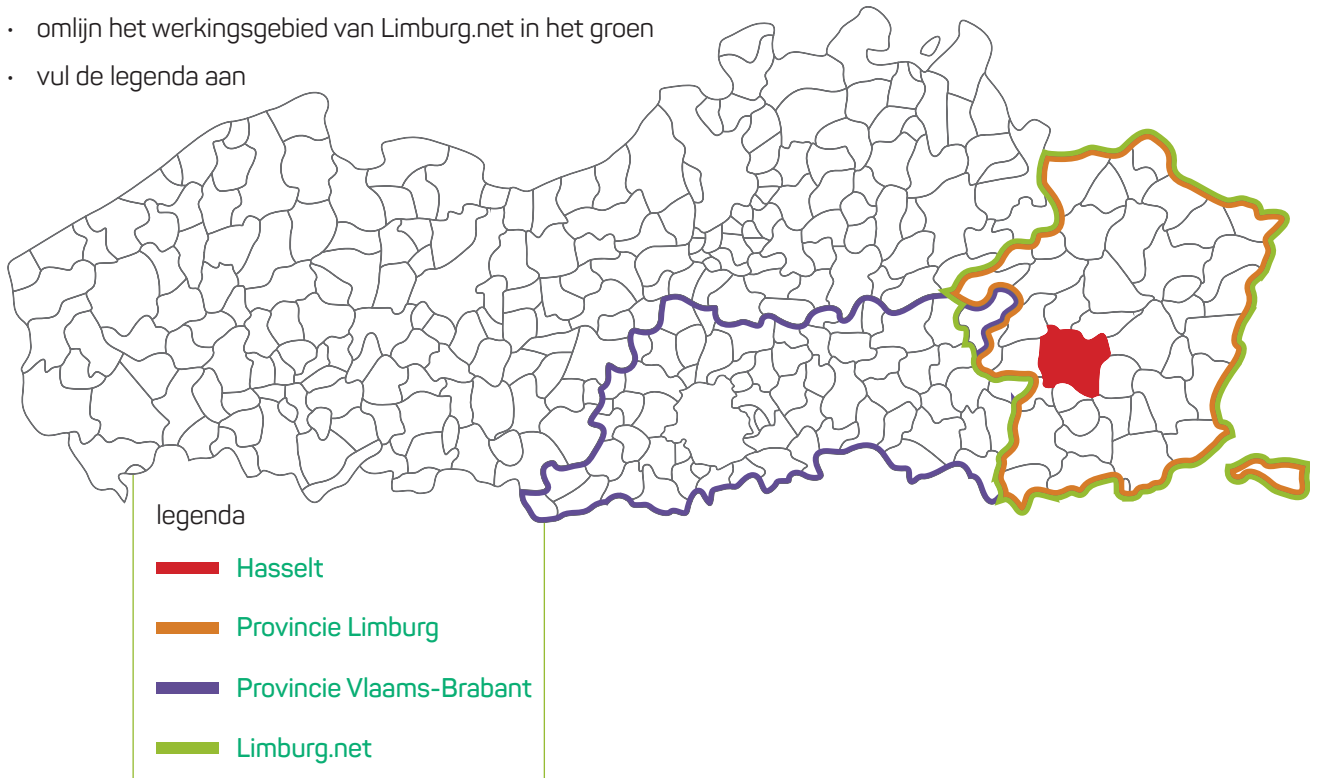 · omlijn het werkingsgebied van Limburg.net in het groen
· vul de legenda aan
legenda
Hasselt
Provincie Limburg
Provincie Vlaams-Brabant
Limburg.net